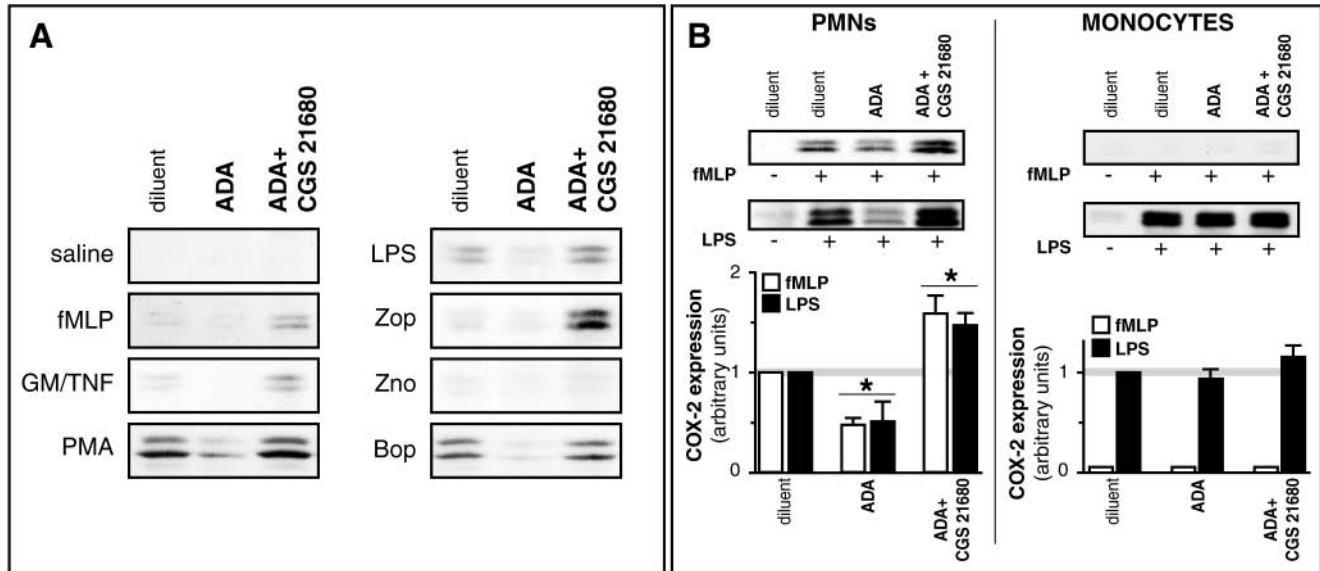 A
diluent
ADA
ADA+
CGS 21680
diluent
ADA
ADA+
CGS 21680
saline
fMLP
GM/TNF
PMA
LPS
Zop
Zno
Bop
B
PMNs
diluent
diluent
ADA
ADA +
CGS 21680
fMLP - + + +
LPS - + + +
COX-2 expression
(arbitrary units)
2
1
0
fMLP
LPS
*
*
diluent
ADA
ADA+
CGS 21680
MONOCYTES
diluent
diluent
ADA
ADA +
CGS 21680
fMLP - + + +
LPS - + + +
COX-2 expression
(arbitrary units)
1
0
fMLP
LPS
diluent
ADA
ADA+
CGS 21680